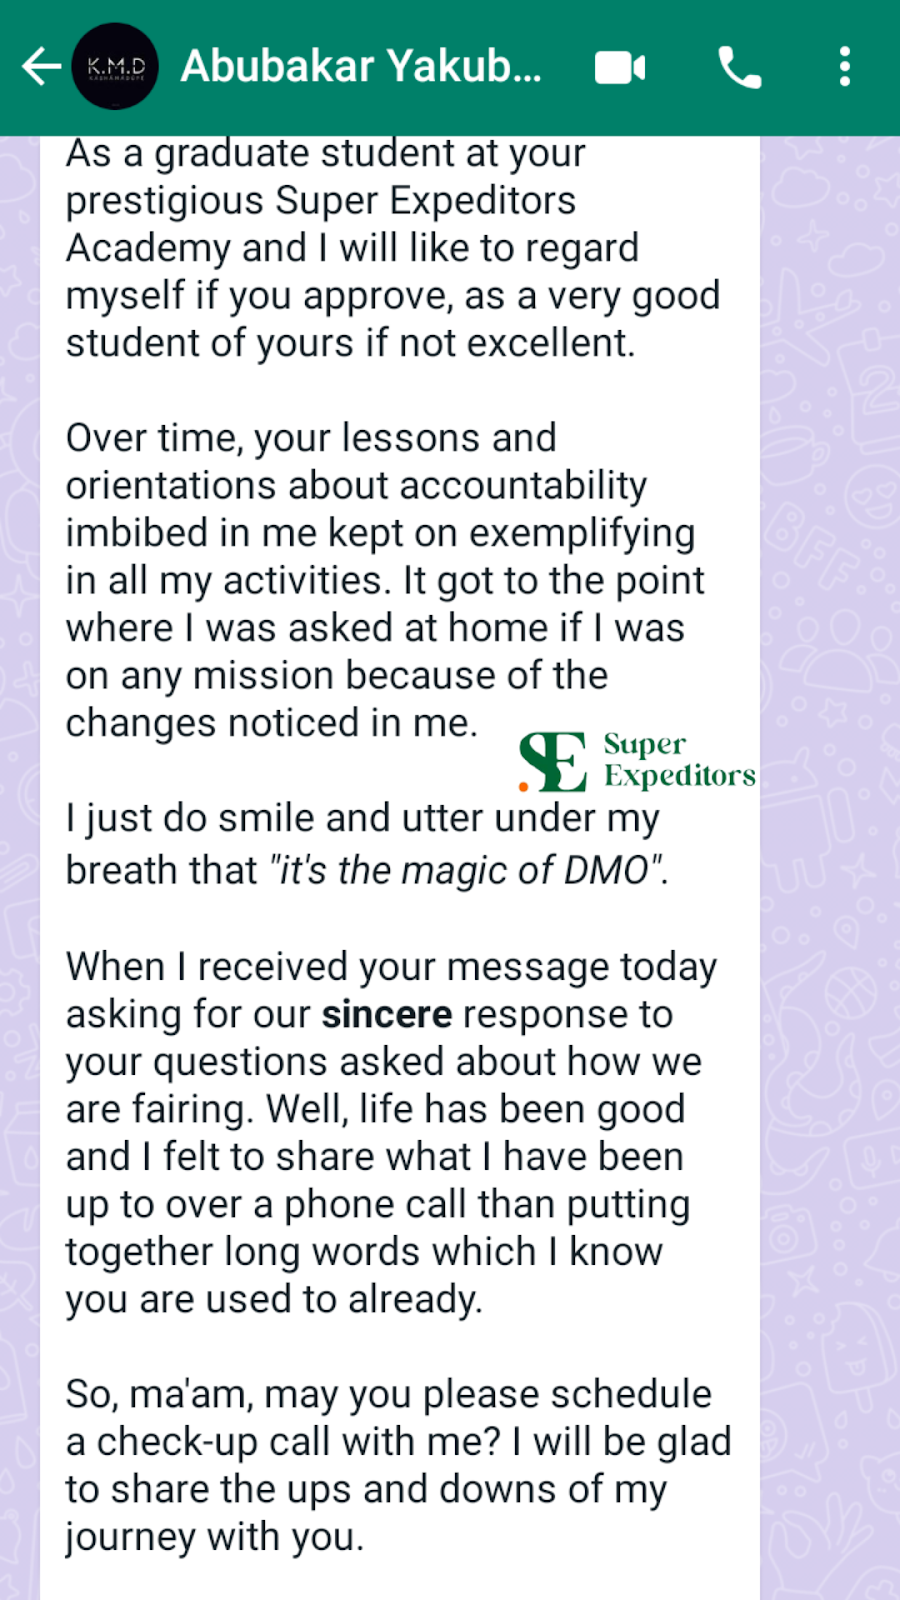 K.M.D
Abubakar Yakub...
As a graduate student at your
prestigious Super Expeditors
Academy and I will like to regard
myself if you approve, as a very good
student of yours if not excellent.
Over time, your lessons and
orientations about accountability
imbibed in me kept on exemplifying
in all my activities. It got to the point
where I was asked at home if I was
on any mission because of the
changes noticed in me.
SE Super
Expeditors
I just do smile and utter under my
breath that "it's the magic of DMO".
When I received your message today
asking for our sincere response to
your questions asked about how we
are fairing. Well, life has been good
and I felt to share what I have been
up to over a phone call than putting
together long words which I know
you are used to already.
So, ma'am, may you please schedule
a check-up call with me? I will be glad
to share the ups and downs of my
journey with you.